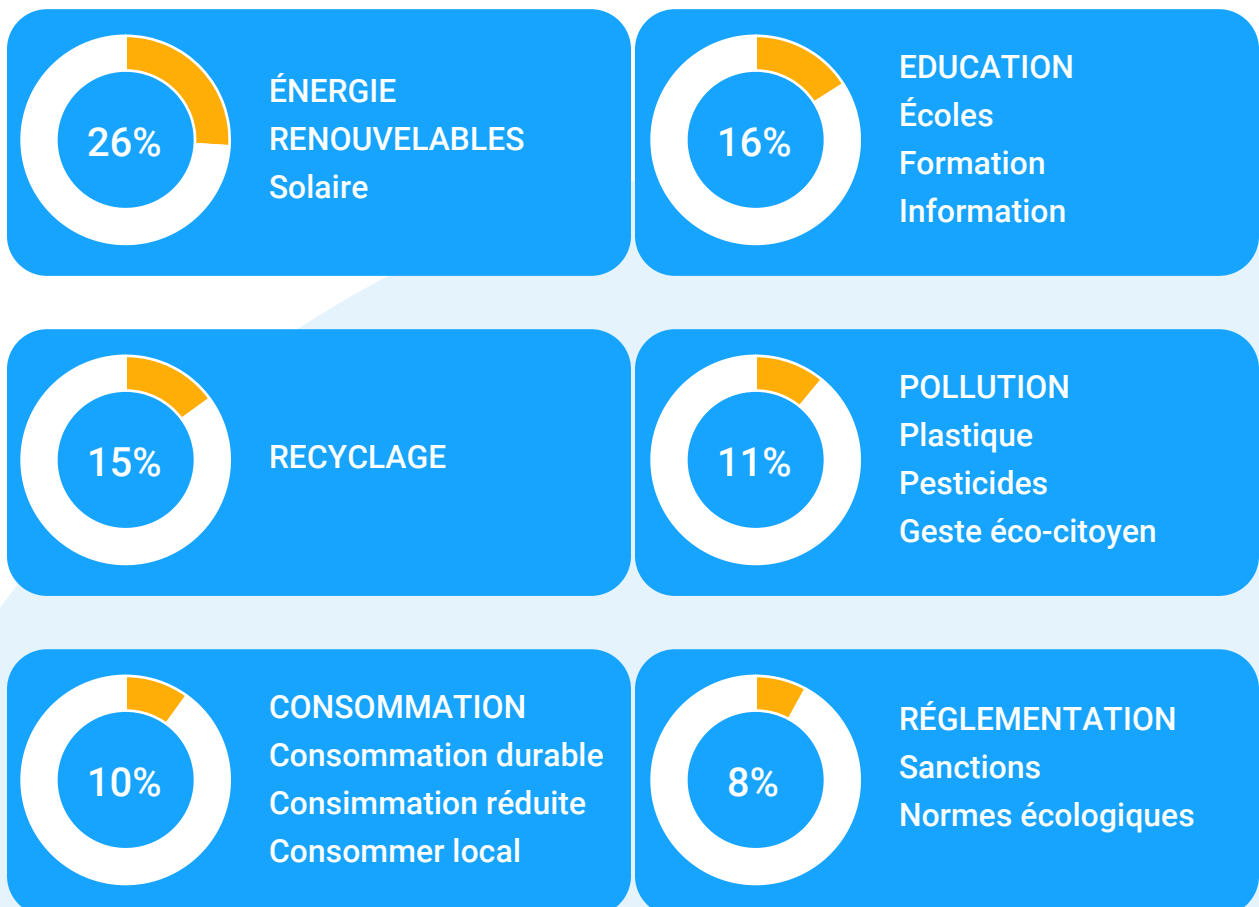 26%
ÉNERGIE
RENOUVELABLES
Solaire
16%
EDUCATION
Écoles
Formation
Information
15%
RECYCLAGE
11%
POLLUTION
Plastique
Pesticides
Geste éco-citoyen
10%
CONSOMMATION
Consommation durable
Consimmation réduite
Consommer local
8%
RÉGLEMENTATION
Sanctions
Normes écologiques